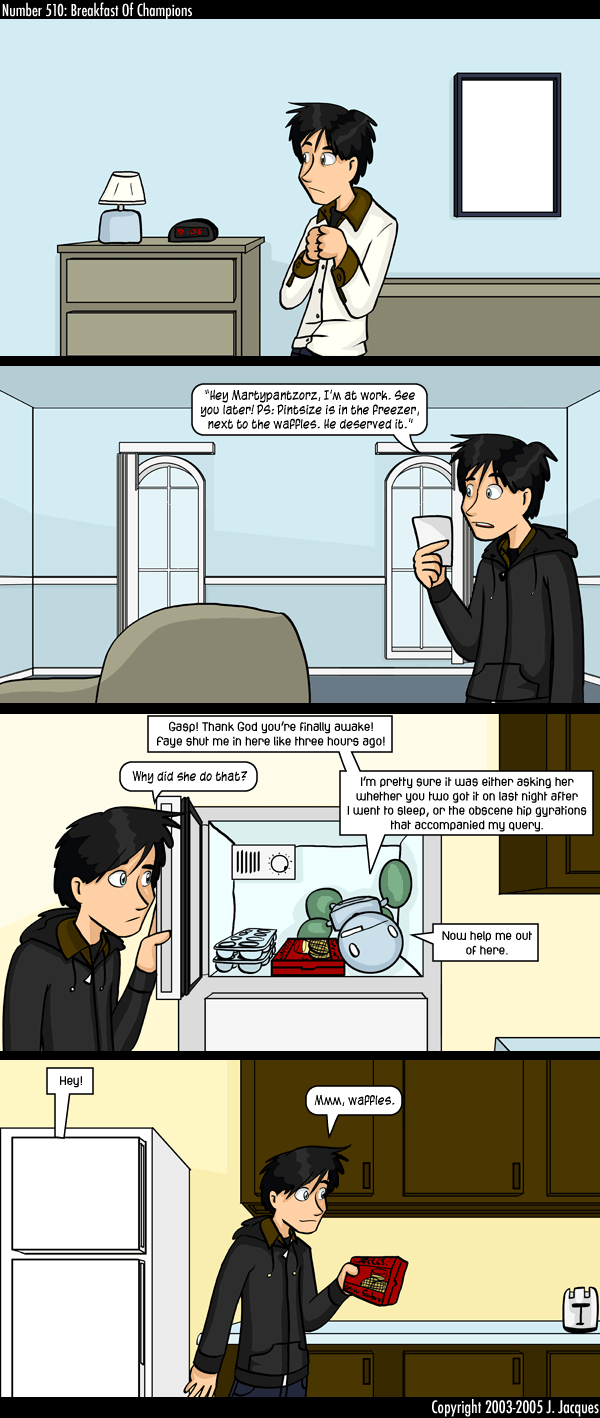 Number 510: Breakfast Of Champions
"Hey Martypantzorz, I'm at work. See
you later! PS: Pintsize is in the freezer,
next to the waffles. He deserved it."
Gasp! Thank God you're finally awake!
Faye shut me in here like three hours ago!
Why did she do that?
I'm pretty sure it was either asking her
whether you two got it on last night after
I went to sleep, or the obscene hip gyrations
that accompanied my query.
Now help me out
of here.
Hey!
Mmm, waffles.
I
Copyright 2003-2005 J. Jacques